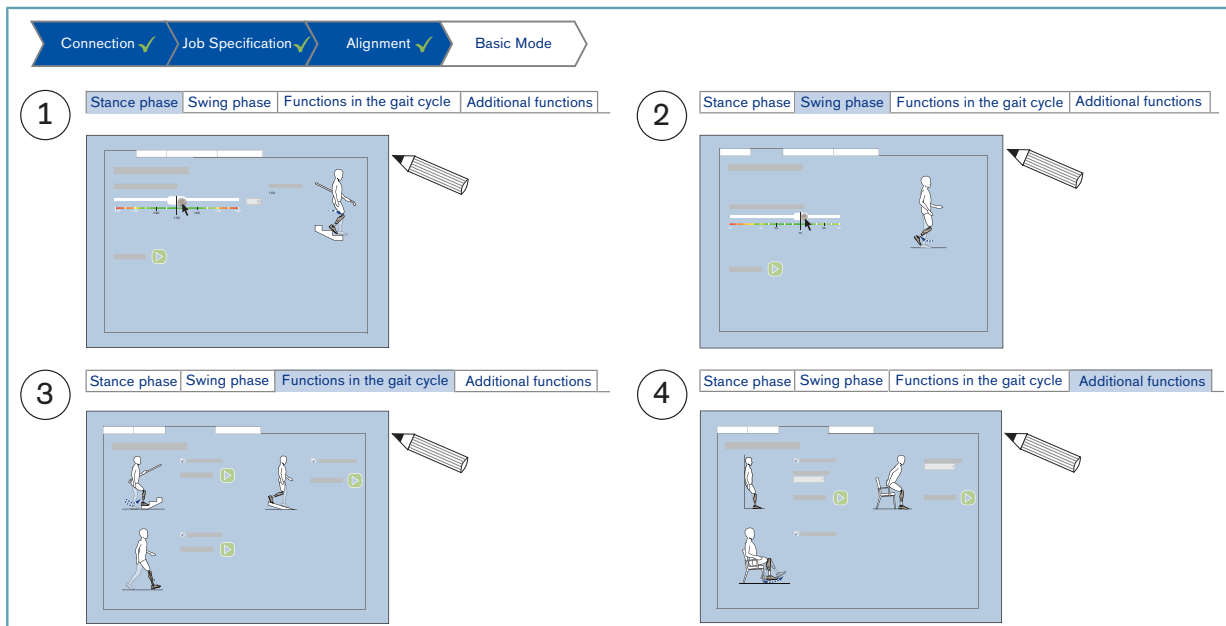 Connection Job Specification Alignment Basic Mode
1
Stance phase Swing phase Functions in the gait cycle Additional functions
2
Stance phase Swing phase Functions in the gait cycle Additional functions
3
Stance phase Swing phase Functions in the gait cycle Additional functions
4
Stance phase Swing phase Functions in the gait cycle Additional functions